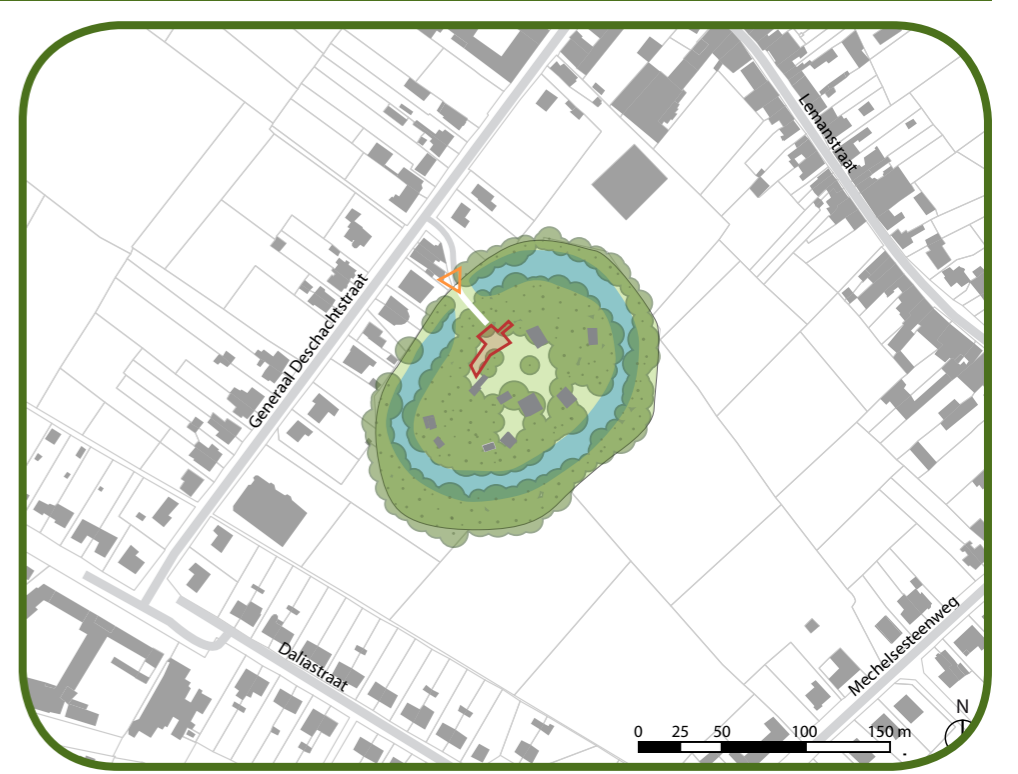 Lemanstraat
Generaal Deschachtstraat
Daliastraat
Mechelsesteenweg
N
0 25 50 100 150 m